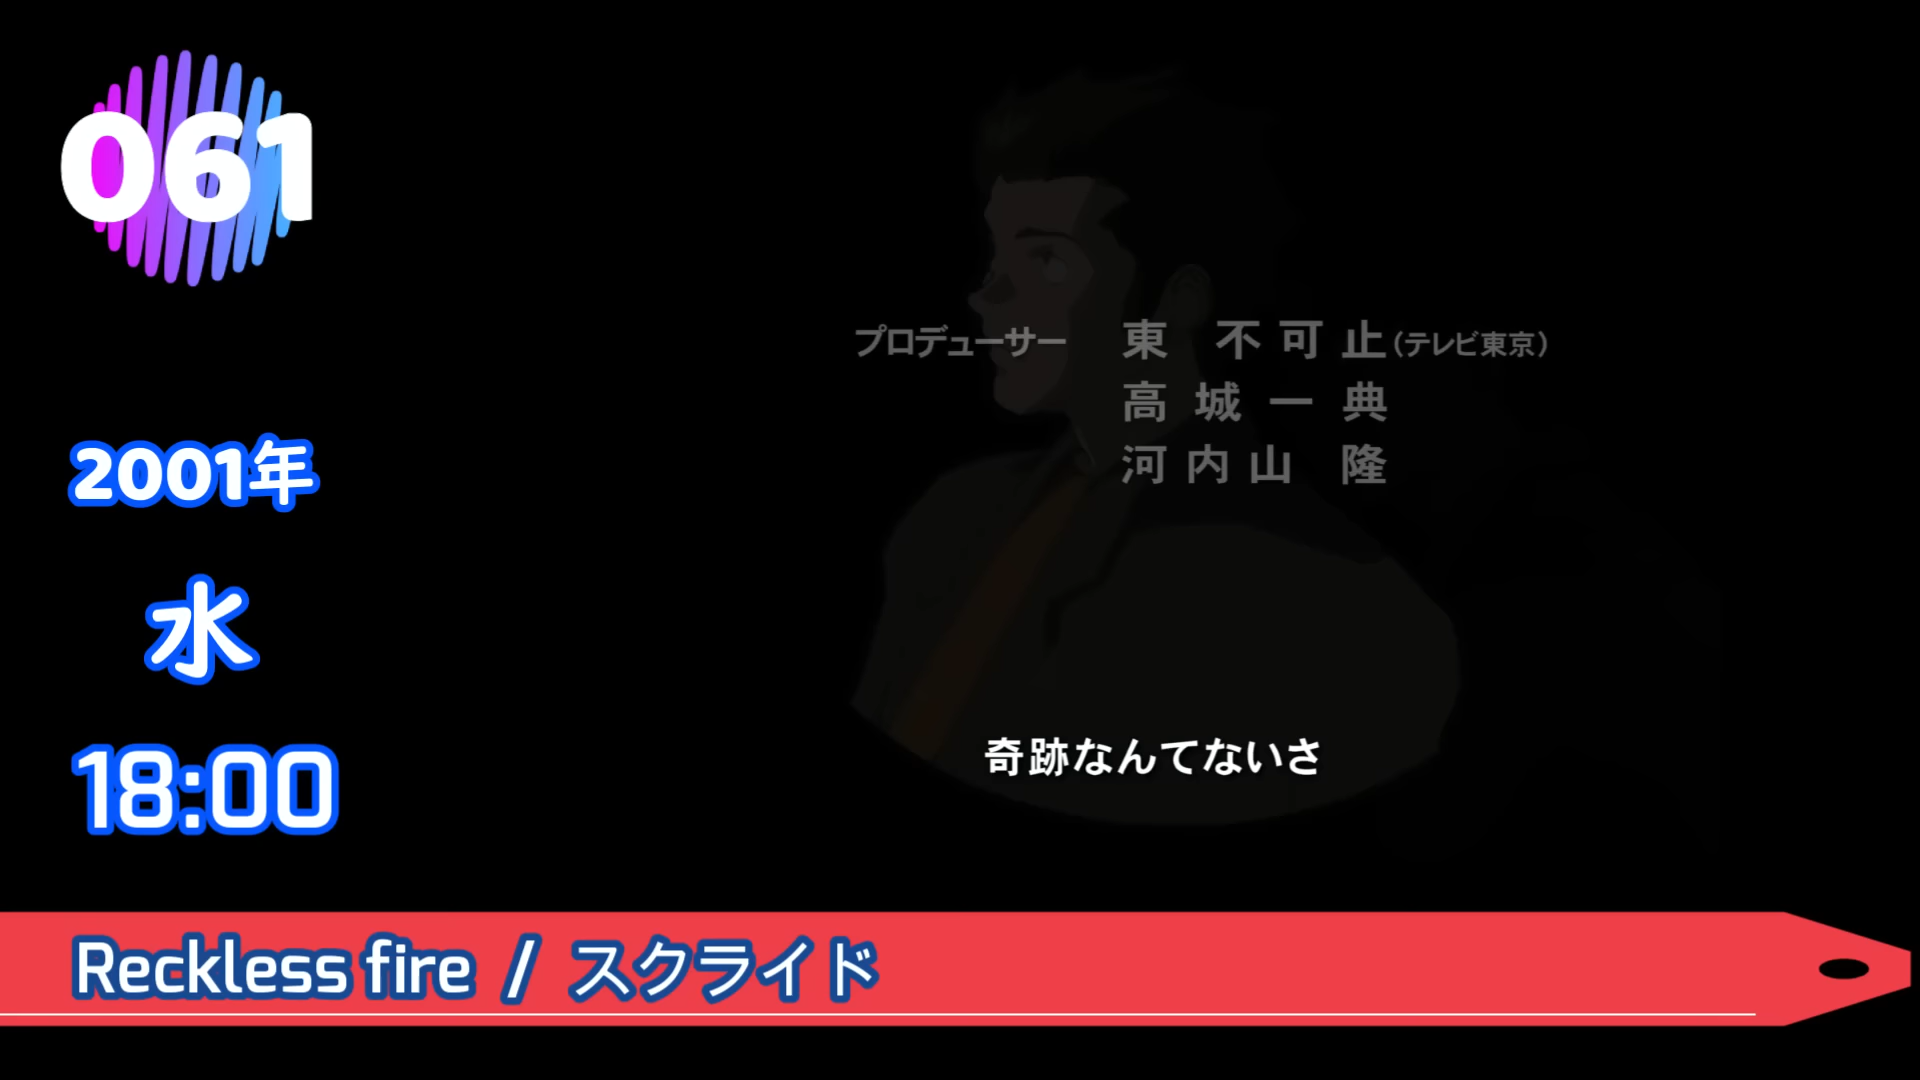 061
2001年
水
18:00
プロデューサー 東 不可止(テレビ東京)
高城一典
河内山 隆
奇跡なんてないさ
Reckless fire / スクライド